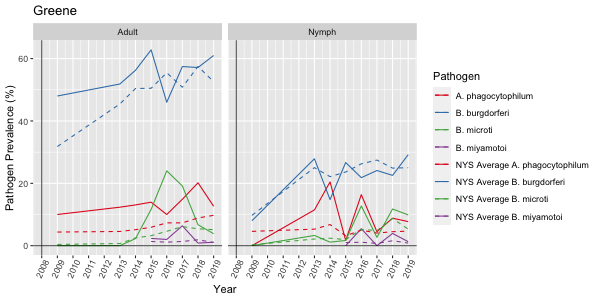 Greene
Adult
Nymph
60
40
20
0
2008 2009 2010 2011 2012 2013 2014 2015 2016 2017 2018 2019
2008 2009 2010 2011 2012 2013 2014 2015 2016 2017 2018 2019
Year
Pathogen Prevalence (%)
Pathogen
A. phagocytophilum
B. burgdorferi
B. microti
B. miyamotoi
NYS Average A. phagocytophilum
NYS Average B. burgdorferi
NYS Average B. microti
NYS Average B. miyamotoi